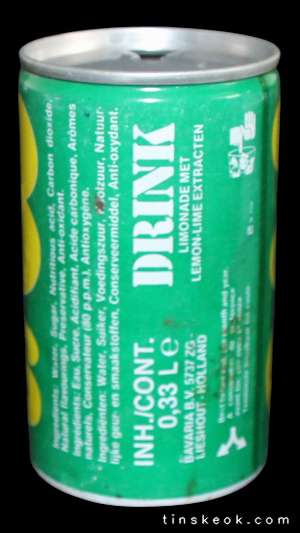 Ingredients: Water, Sugar, Nutritious acid, Carbon dioxide,
Natural flavourings, Preservative, Anti-oxidant.
Ingredients: Eau, Sucre, Acidifiant, Acide carbonique, Arômes
naturels, Conservateur (80 p.p.m.), Antioxygène.
Ingrediënten: Water, Suiker, Voedingszuur, Koolzuur, Natuur-
lijke geur- en smaakstoffen, Conserveermiddel, Anti-oxydant.
INH./CONT.
0,33 L e
BAVARIA B.V. 5737 ZG
LIESHOUT - HOLLAND
DRINK
LIMONADE MET
LEMON-LIME EXTRACTEN
tinskeok.com